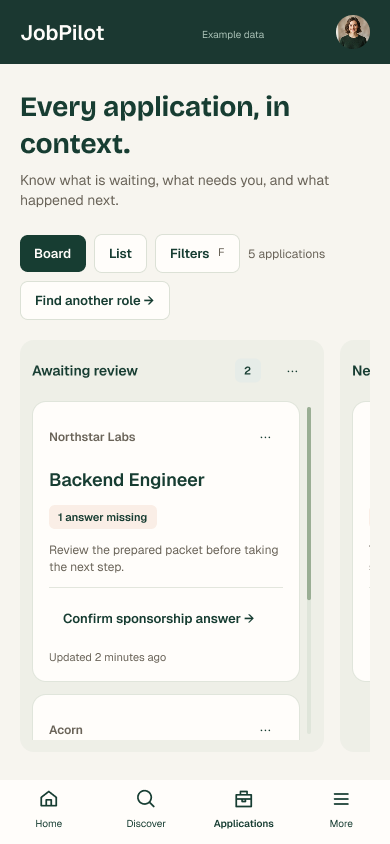 JobPilot
Example data
Every application, in
context.
Know what is waiting, what needs you, and what
happened next.
Board
List
Filters F
5 applications
Find another role →
Awaiting review
2
...
Ne
Northstar Labs
...
Backend Engineer
1 answer missing
Review the prepared packet before taking
the next step.
Confirm sponsorship answer →
Updated 2 minutes ago
Acorn
...
Home
Discover
Applications
More